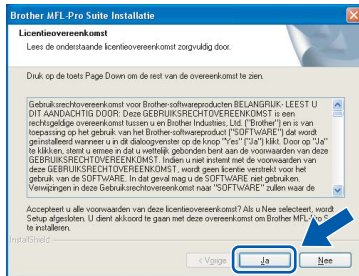 Brother MFL-Pro Suite Installatie
Licentieovereenkomst
Lees de onderstaande licentieovereenkomst zorgvuldig door.
Druk op de toets Page Down om de rest van de overeenkomst te zien.
Gebruiksrechtovereenkomst voor Brother-softwareproducten BELANGRIJK- LEEST U
DIT AANDACHTIG DOOR: Deze GEBRUIKSRECHTOVEREENKOMST is een
rechtsgeldige overeenkomst tussen u en Brother Industries, Ltd. ("Brother") en is van
toepassing op het gebruik van het Brother-softwareproduct ("SOFTWARE") dat wordt
geïnstalleerd wanneer u in dit dialoogvenster op de knop "Yes" ("Ja") klikt. Door op "Ja"
te klikken, stemt u ermee in dat u wettelijk gebonden bent aan de voorwaarden van deze
GEBRUIKSRECHTOVEREENKOMST. Indien u niet instemt met de voorwaarden van
deze GEBRUIKSRECHTOVEREENKOMST, wordt geen licentie verstrekt voor het
gebruik van de SOFTWARE. In dat geval mag u de SOFTWARE niet gebruiken.
Verwijzingen in deze Gebruiksrechtovereenkomst naar "SOFTWARE" zullen waar de
Accepteert u alle voorwaarden van deze licentieovereenkomst? Als u Nee selecteert, wordt
Setup afgesloten. U dient akkoord te gaan met deze overeenkomst om Brother MFL-Pro S
te installeren.
InstallShield
< Vorige
Ja
Nee